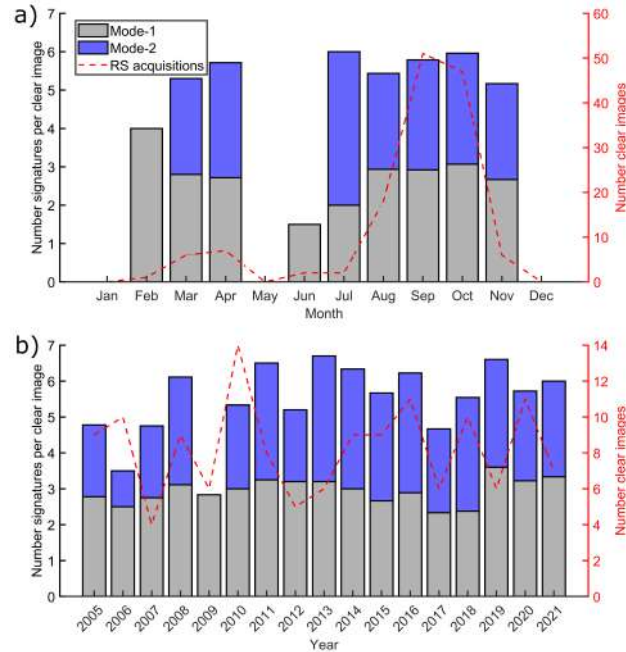 a)
Mode-1
Mode-2
RS acquisitions
Number signatures per clear image
7
6
5
4
3
2
1
0
60
50
40
30
20
10
0
Number clear images
Jan Feb Mar Apr May Jun Jul Aug Sep Oct Nov Dec
Month
b)
Number signatures per clear image
7
6
5
4
3
2
1
0
14
12
10
8
6
4
2
0
Number clear images
2005 2006 2007 2008 2009 2010 2011 2012 2013 2014 2015 2016 2017 2018 2019 2020 2021
Year